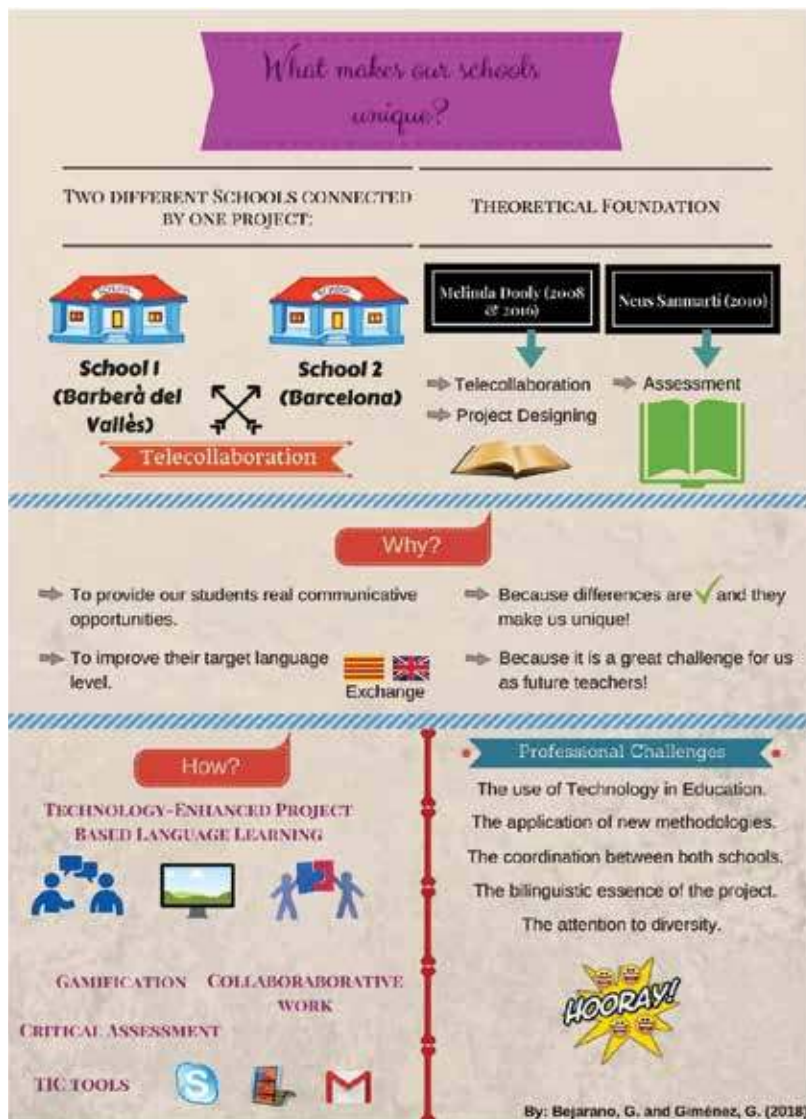 What makes our schools
unique?
TWO DIFFERENT SCHOOLS CONNECTED
BY ONE PROJECT:
SCHOOL
SCHOOL
School 1
(Barberà del
Vallès)
School 2
(Barcelona)
Telecollaboration
THEORETICAL FOUNDATION
Melinda Dooly (2008
& 2016)
Neus Sanmarti (2010)
Telecollaboration
Project Designing
Assessment
Why?
To provide our students real communicative
opportunities.
To improve their target language
level.
Exchange
Because differences are ✓ and they
make us unique!
Because it is a great challenge for us
as future teachers!
How?
TECHNOLOGY-ENHANCED PROJECT
BASED LANGUAGE LEARNING
GAMIFICATION
COLLABORABORATIVE
WORK
CRITICAL ASSESSMENT
TIC TOOLS
Professional Challenges
The use of Technology in Education.
The application of new methodologies.
The coordination between both schools.
The bilinguistic essence of the project.
The attention to diversity.
HOORAY!
By: Bejarano, G. and Giménez, G. (2018)